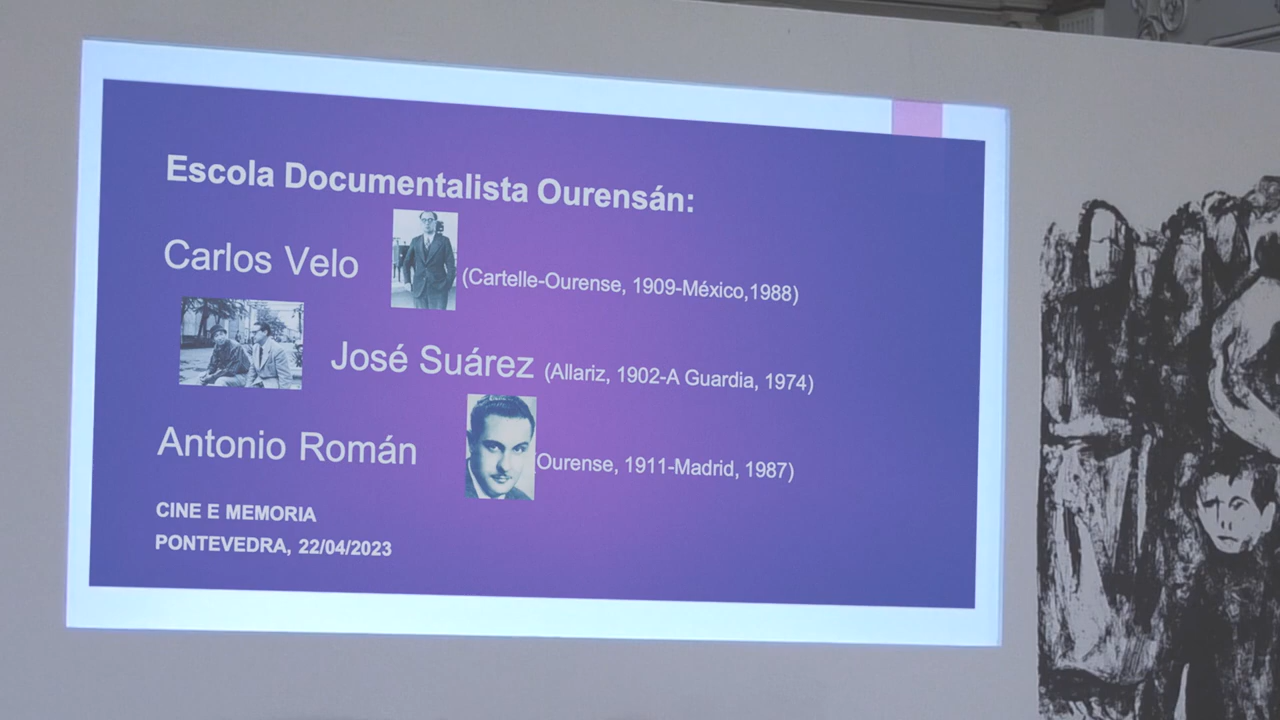 Escola Documentalista Ourensán:
Carlos Velo (Cartelle-Ourense, 1909-México,1988)
José Suárez (Allariz, 1902-A Guardia, 1974)
Antonio Román (Ourense, 1911-Madrid, 1987)
CINE E MEMORIA
PONTEVEDRA, 22/04/2023